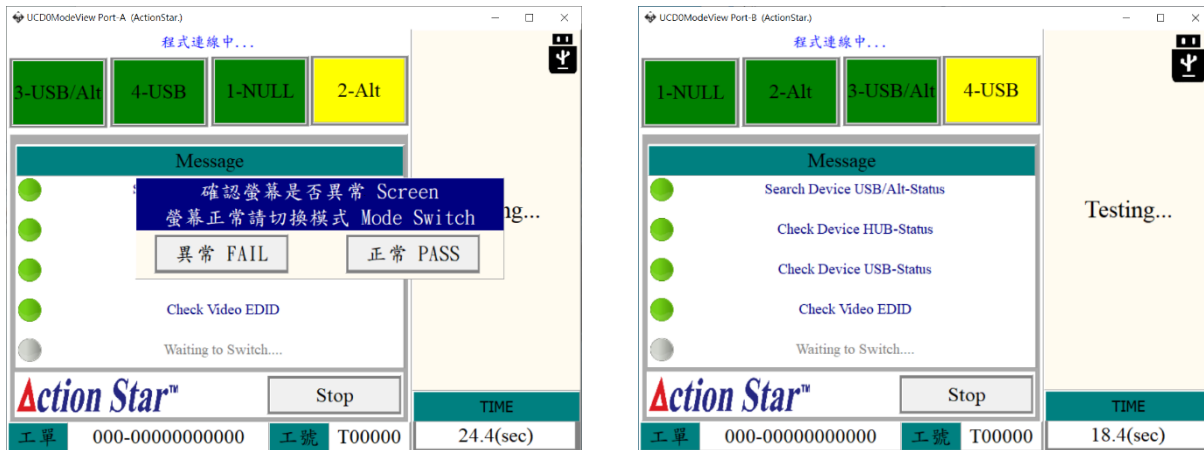 UCD0ModeView Port-A (ActionStar.)
程式連線中...
3-USB/Alt 4-USB 1-NULL 2-Alt
Message
確認螢幕是否異常 Screen
螢幕正常請切換模式 Mode Switch
異常 FAIL 正常 PASS
Check Video EDID
Waiting to Switch....
Action Star™
Stop
TIME
工單 000-00000000000 工號 T00000 24.4(sec)
UCD0ModeView Port-B (ActionStar.)
程式連線中...
1-NULL 2-Alt 3-USB/Alt 4-USB
Message
Search Device USB/Alt-Status
Check Device HUB-Status
Testing...
Check Device USB-Status
Check Video EDID
Waiting to Switch....
Action Star™
Stop
TIME
工單 000-00000000000 工號 T00000 18.4(sec)